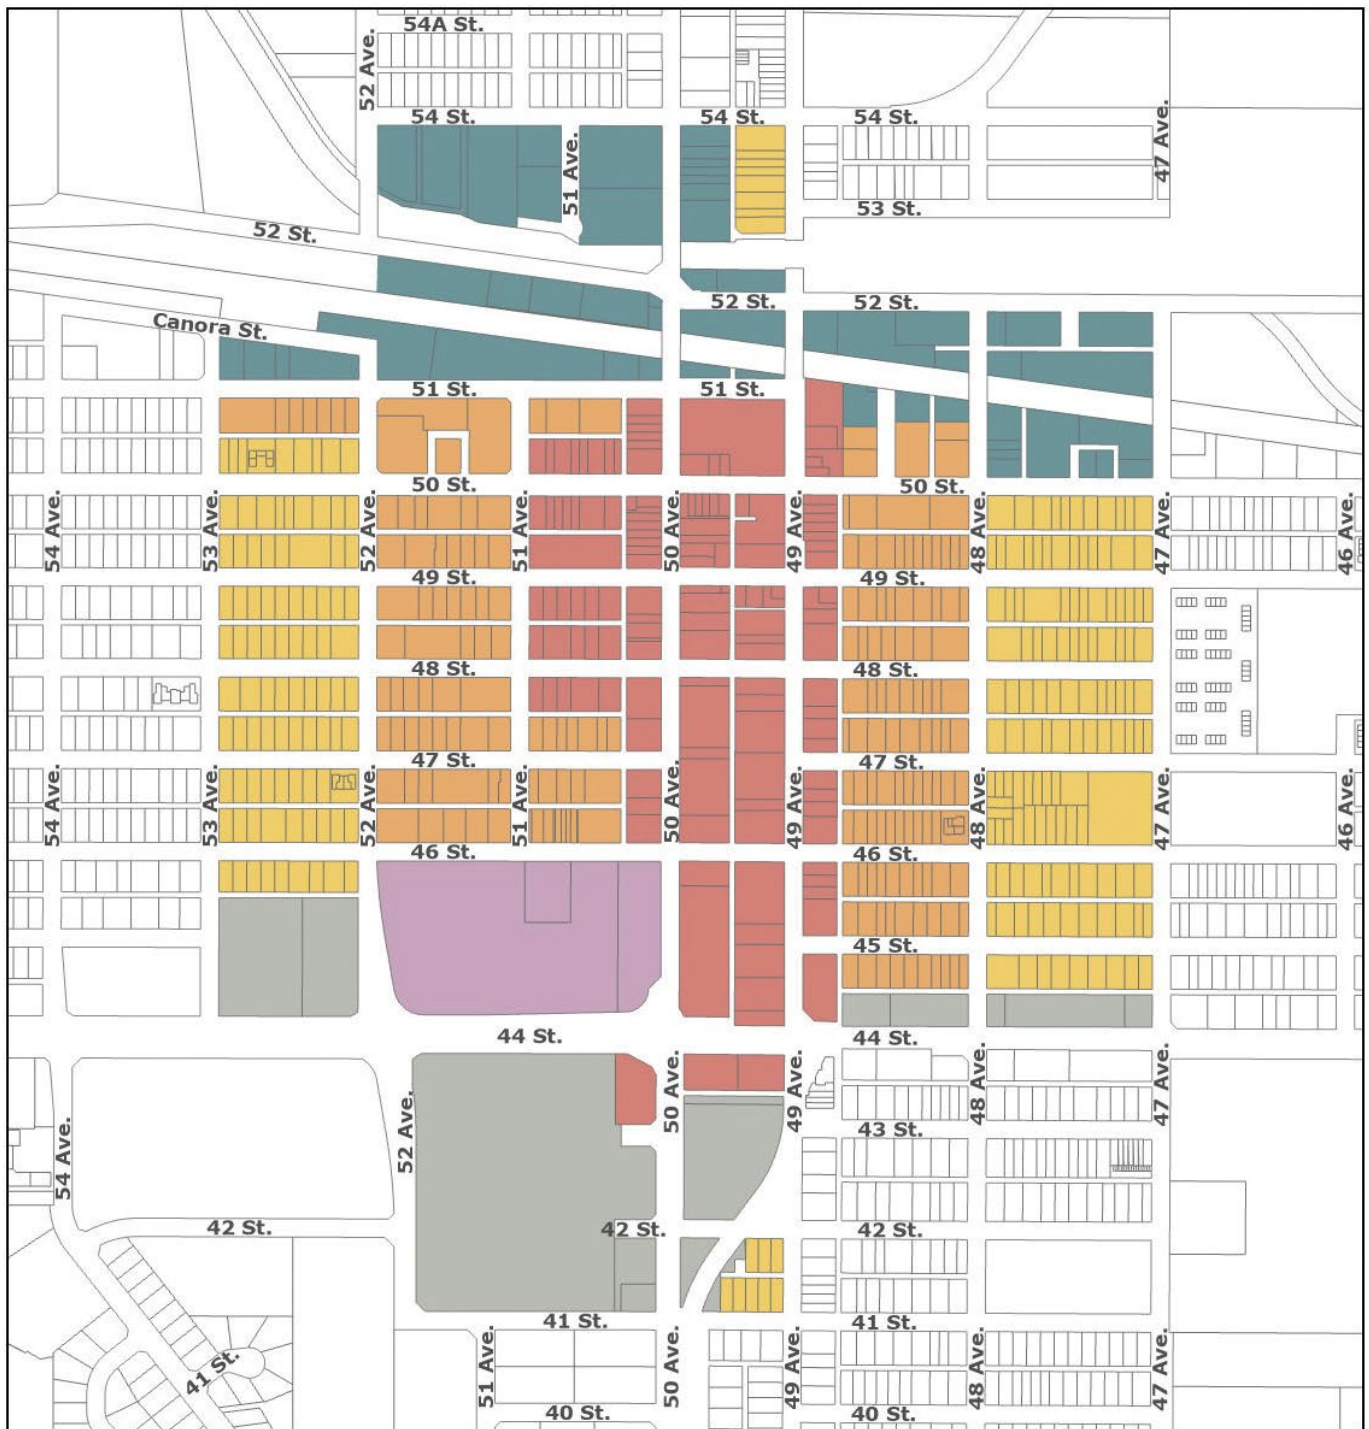 54A St.
52 Ave.
54 St.
54 St.
54 St.
47 Ave.
51 Ave.
53 St.
52 St.
52 St.
52 St.
Canora St.
51 St.
51 St.
50 St.
50 St.
54 Ave.
53 Ave.
52 Ave.
51 Ave.
50 Ave.
49 Ave.
48 Ave.
47 Ave.
46 Ave.
49 St.
49 St.
48 St.
48 St.
47 St.
47 St.
54 Ave.
53 Ave.
52 Ave.
51 Ave.
50 Ave.
49 Ave.
48 Ave.
47 Ave.
46 Ave.
46 St.
46 St.
45 St.
44 St.
44 St.
54 Ave.
52 Ave.
50 Ave.
49 Ave.
48 Ave.
47 Ave.
43 St.
42 St.
42 St.
42 St.
41 St.
41 St.
41 St.
51 Ave.
50 Ave.
49 Ave.
48 Ave.
47 Ave.
40 St.
40 St.